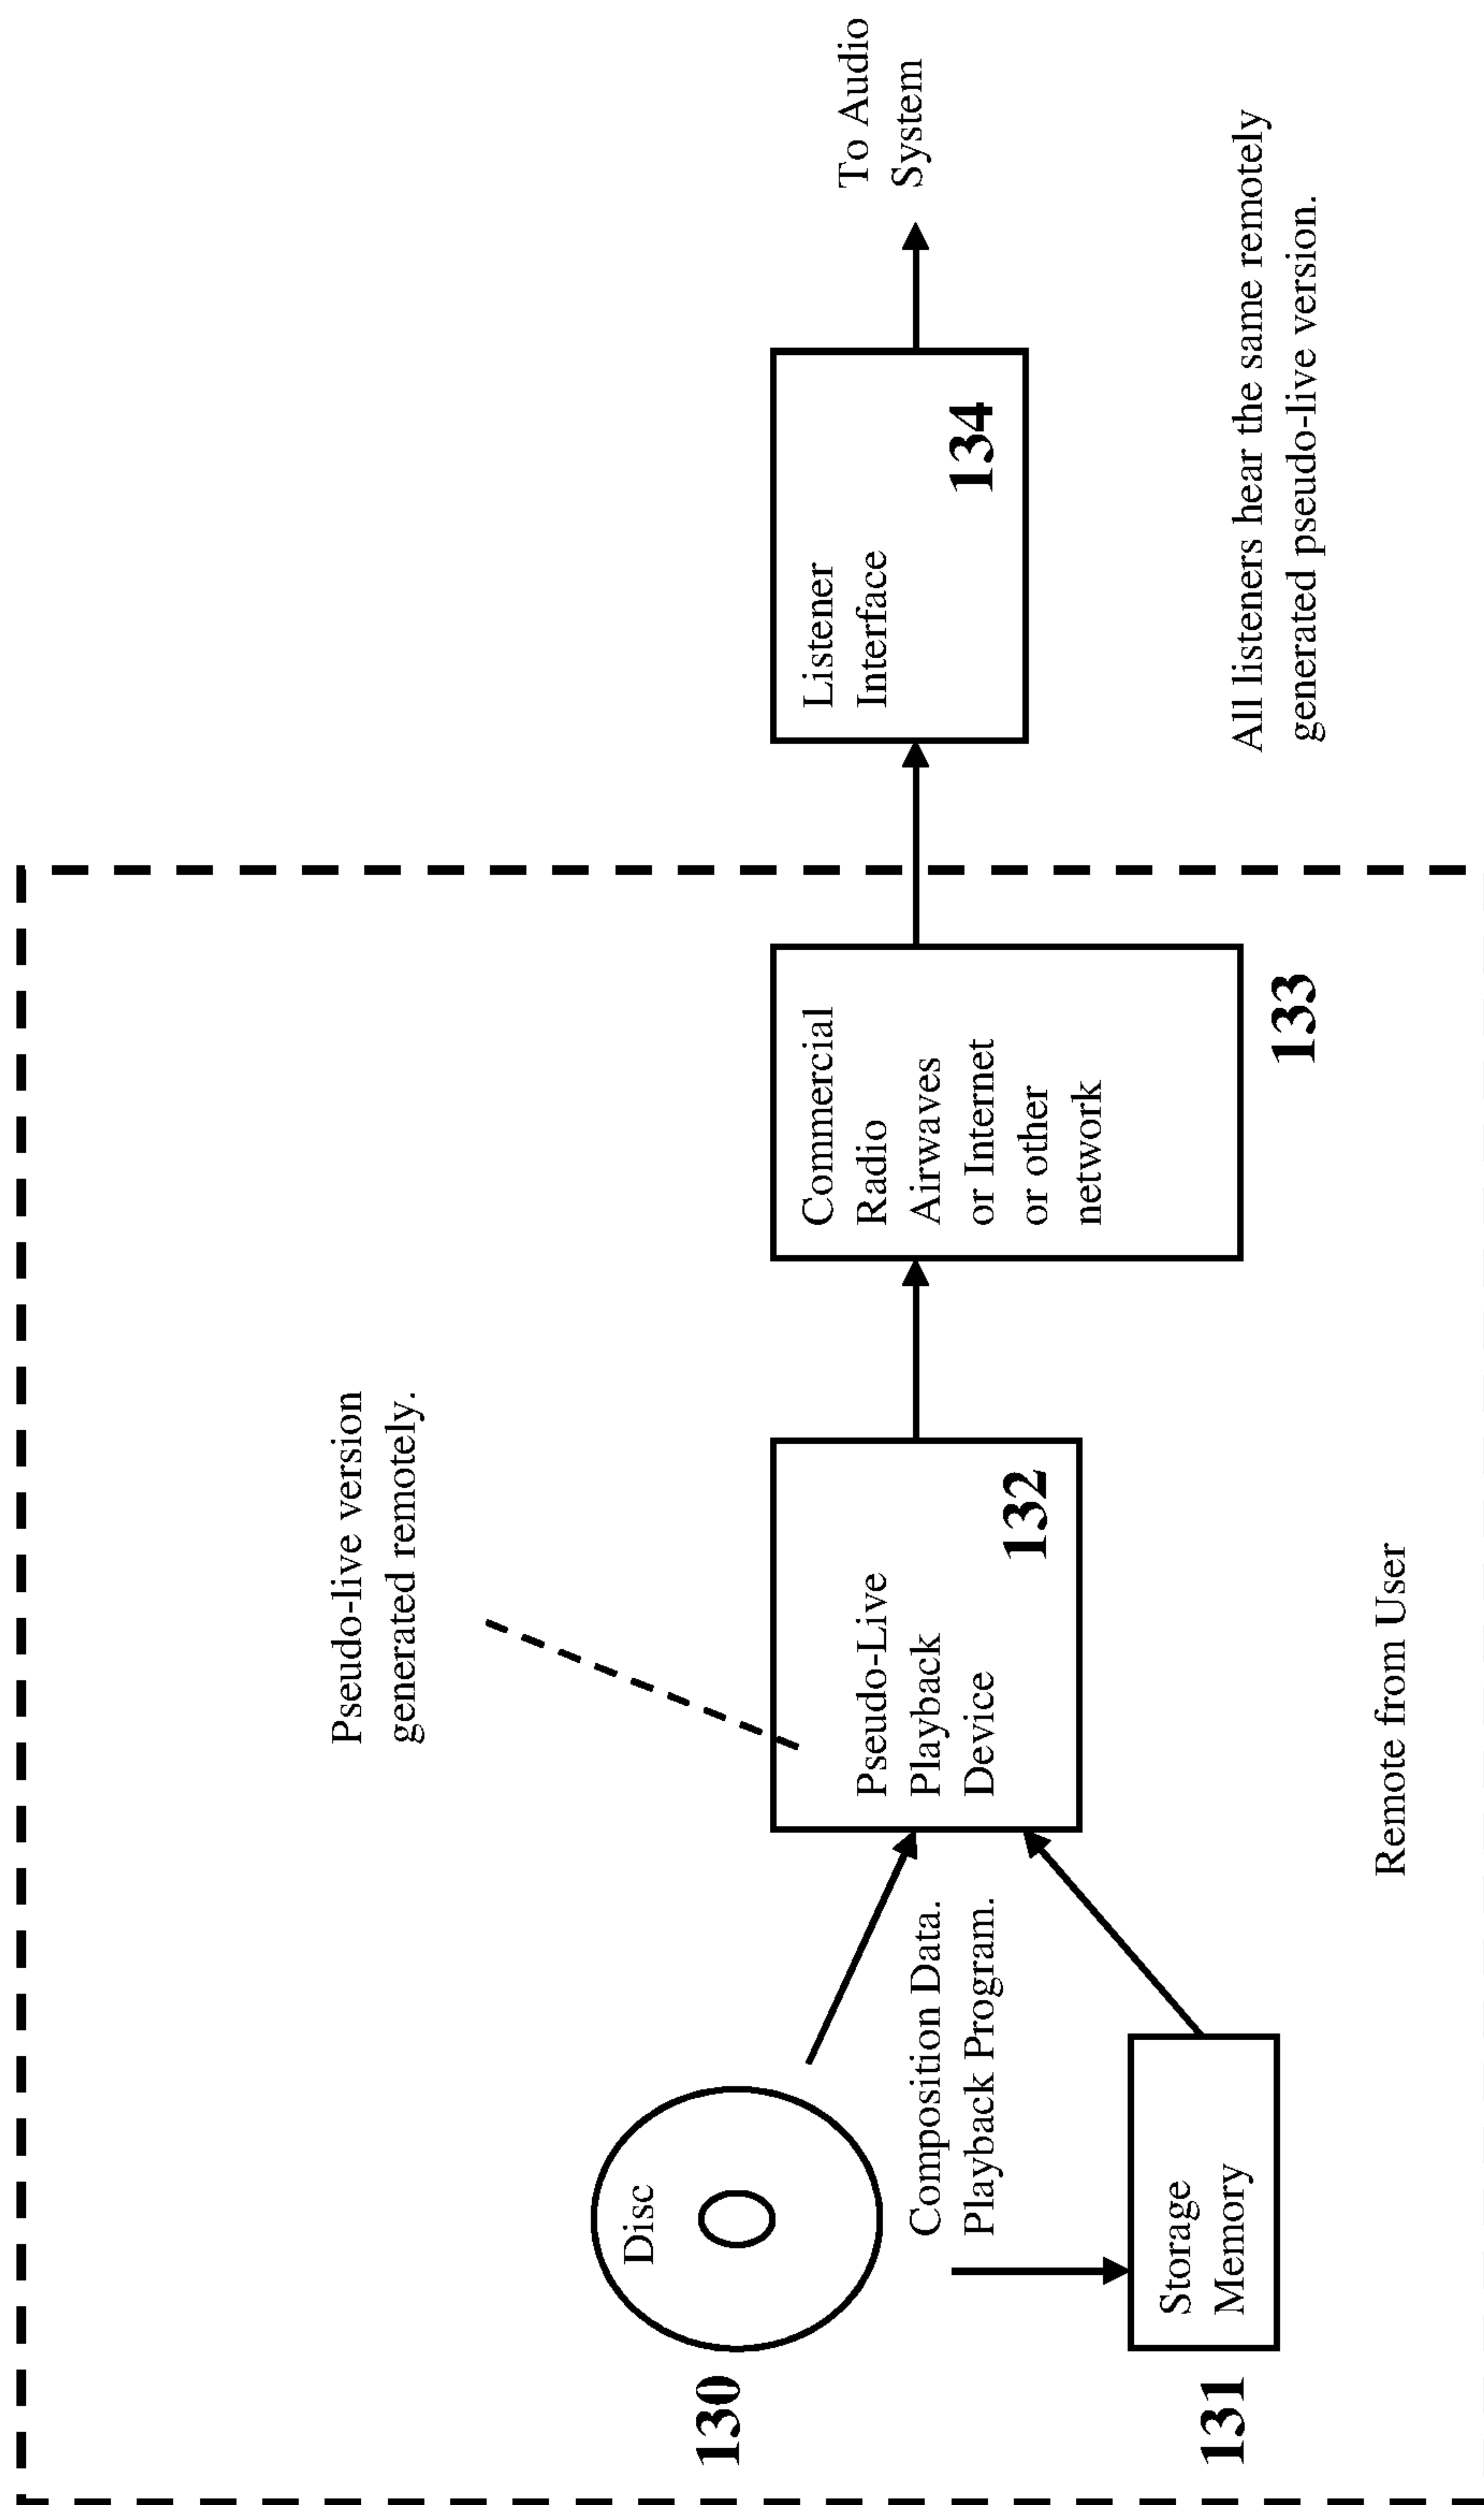 Pseudo-live version
generated remotely.
Disc
130
Composition Data.
Playback Program.
Storage
Memory
131
Pseudo-Live
Playback
Device
132
Commercial
Radio
Airwaves
or Internet
or other
network
133
Listener
Interface
134
To Audio
System
Remote from User
All listeners hear the same remotely
generated pseudo-live version.